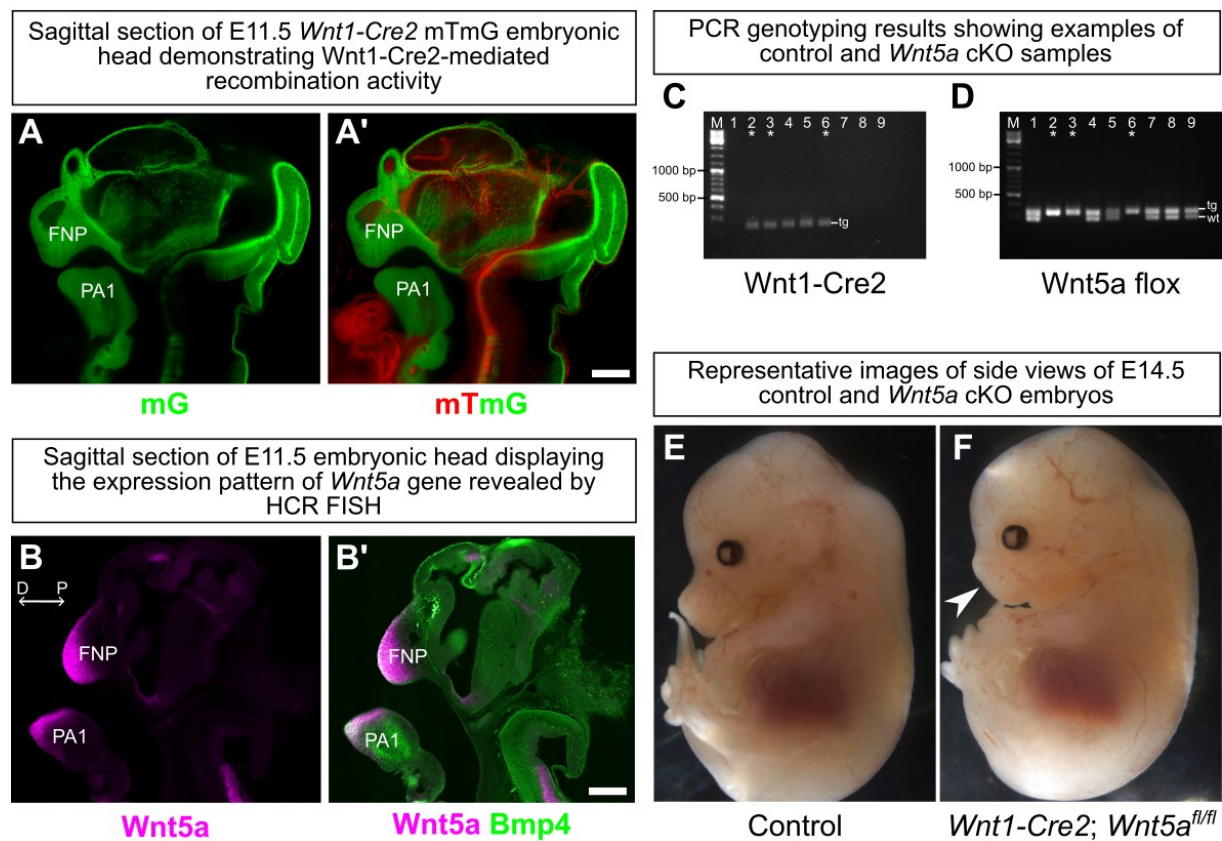 Sagittal section of E11.5 Wnt1-Cre2 mTmG embryonic
head demonstrating Wnt1-Cre2-mediated
recombination activity
A
FNP
PA1
mG
A'
FNP
PA1
mTmG
Sagittal section of E11.5 embryonic head displaying
the expression pattern of Wnt5a gene revealed by
HCR FISH
B
D P
FNP
PA1
Wnt5a
B'
FNP
PA1
Wnt5a Bmp4
PCR genotyping results showing examples of
control and Wnt5a cKO samples
C
M 1 2 3 4 5 6 7 8 9
* * *
1000 bp
500 bp
tg
Wnt1-Cre2
D
M 1 2 3 4 5 6 7 8 9
* * *
1000 bp
500 bp
tg
wt
Wnt5a flox
Representative images of side views of E14.5
control and Wnt5a cKO embryos
E
Control
F
Wnt1-Cre2; Wnt5afl/fl